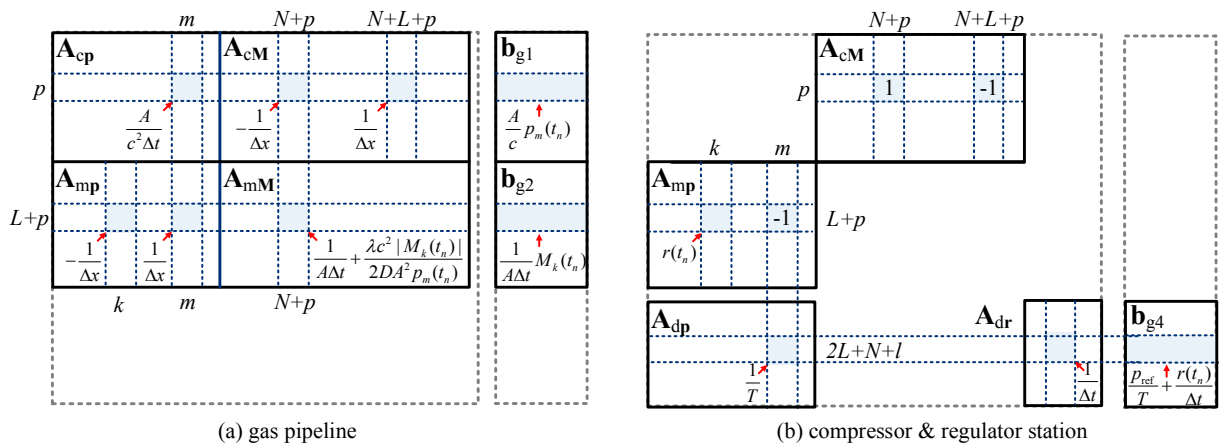 m
N+p
N+L+p
A_cp
A_cM
b_g1
p
A/(c²Δt)
-1/Δx
1/Δx
A/c p_m(t_n)
A_mp
A_mM
b_g2
L+p
-1/Δx
1/Δx
1/(AΔt) + λc²|M_k(t_n)|/(2DA²p_m(t_n))
1/(AΔt) M_k(t_n)
k
m
N+p
(a) gas pipeline
N+p
N+L+p
A_cM
p
1
-1
k
m
A_mp
-1
L+p
r(t_n)
A_dp
A_dr
b_g4
2L+N+l
1/T
1/Δt
p_ref/T + r(t_n)/Δt
(b) compressor & regulator station